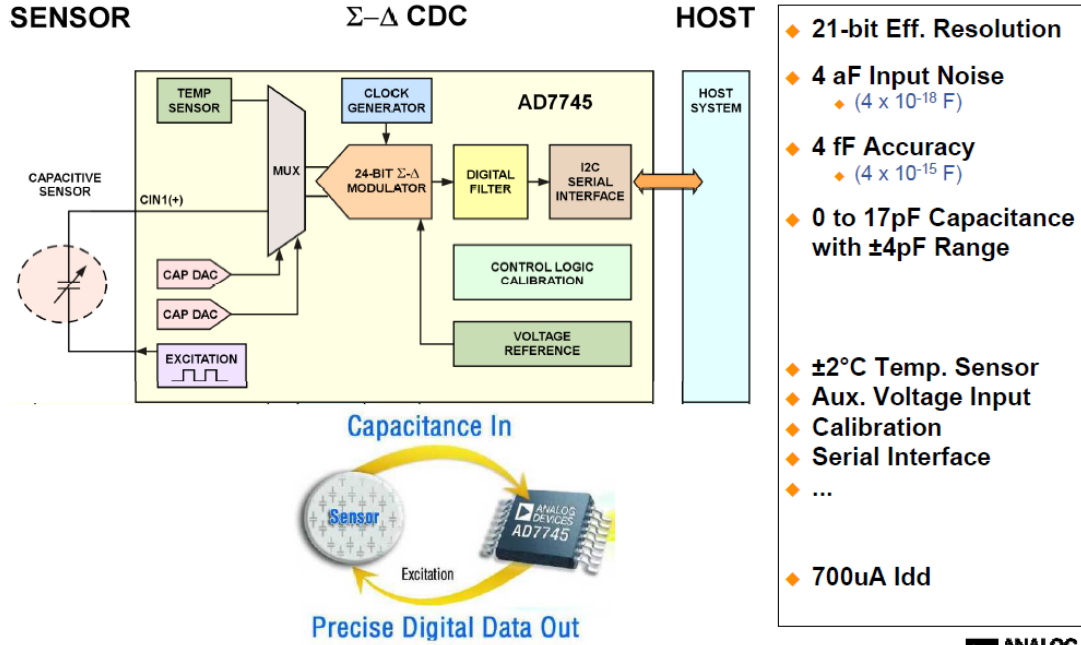 SENSOR
Σ–Δ CDC
HOST
TEMP
SENSOR
CLOCK
GENERATOR
AD7745
HOST
SYSTEM
CAPACITIVE
SENSOR
CIN1(+)
MUX
24-BIT Σ-Δ
MODULATOR
DIGITAL
FILTER
I2C
SERIAL
INTERFACE
CAP DAC
CAP DAC
CONTROL LOGIC
CALIBRATION
EXCITATION
VOLTAGE
REFERENCE
Capacitance In
Sensor
ANALOG
DEVICES
AD7745
Excitation
Precise Digital Data Out
21-bit Eff. Resolution
4 aF Input Noise
(4 x 10⁻¹⁸ F)
4 fF Accuracy
(4 x 10⁻¹⁵ F)
0 to 17pF Capacitance
with ±4pF Range
±2°C Temp. Sensor
Aux. Voltage Input
Calibration
Serial Interface
...
700uA Idd
ANALOG